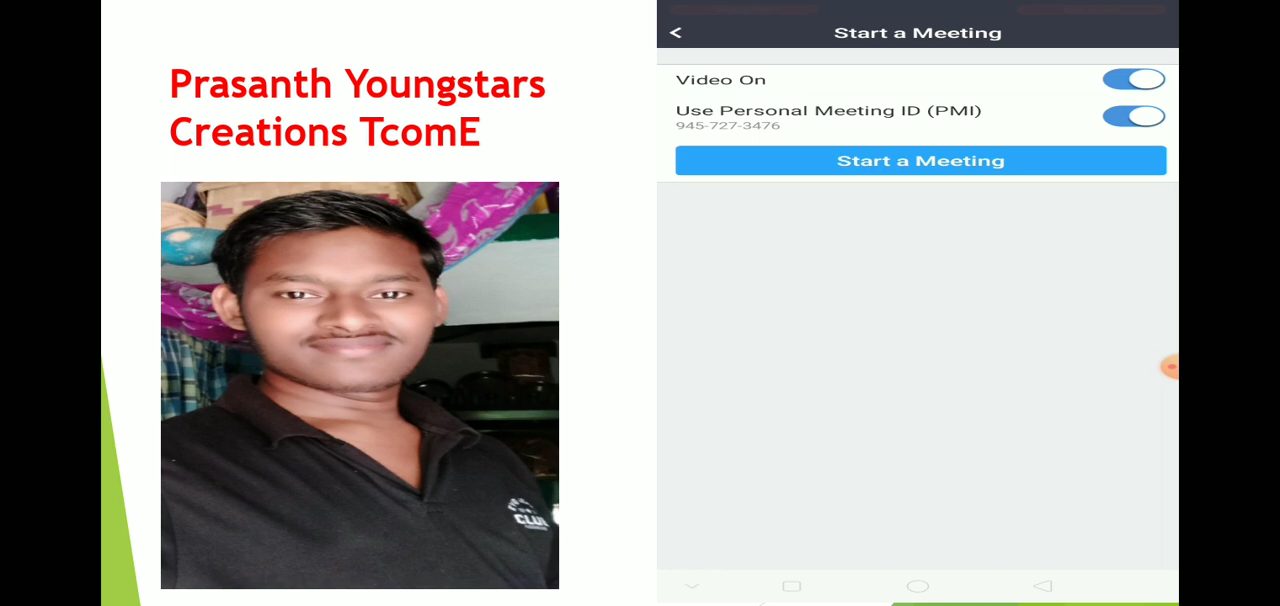 Prasanth Youngstars
Creations TcomE
Start a Meeting
Video On
Use Personal Meeting ID (PMI)
945-727-3476
Start a Meeting